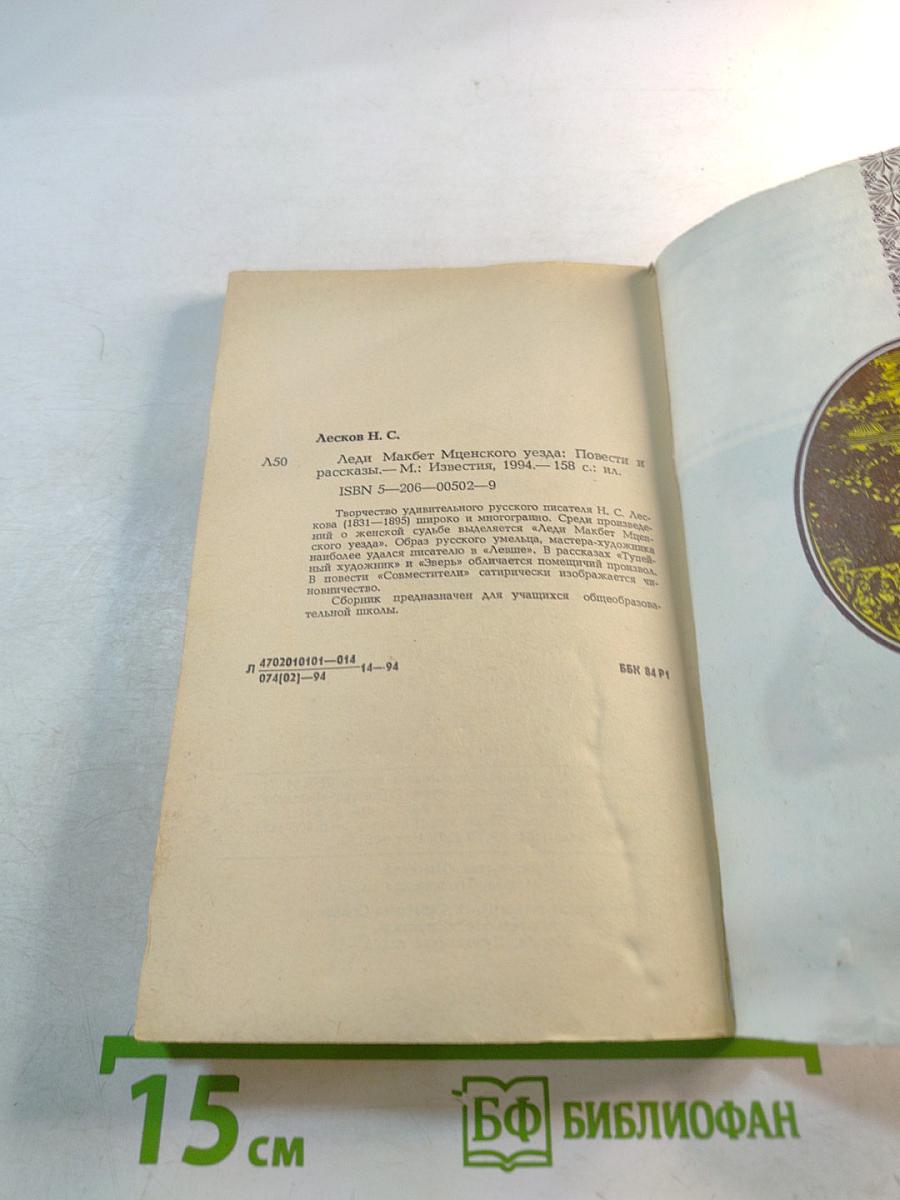 Лесков Н. С.
Л50 Леди Макбет Мценского уезда: Повести и
рассказы.— М.: Известия, 1994.— 158 с.: ил.
ISBN 5—206—00502—9
Творчество удивительного русского писателя Н. С. Лес-
кова (1831—1895) широко и многогранно. Среди произведе-
ний о женской судьбе выделяется «Леди Макбет Мцен-
ского уезда». Образ русского умельца, мастера-художника
наиболее удался писателю в «Левше». В рассказах «Тупей-
ный художник» и «Зверь» обличается помещичий произвол.
В повести «Совместители» сатирически изображается чи-
новничество.
Сборник предназначен для учащихся общеобразова-
тельной школы.
Л 4702010101—014 14—94
074(02)—94
ББК 84 Р1
15 см
БФ БИБЛИОФАН